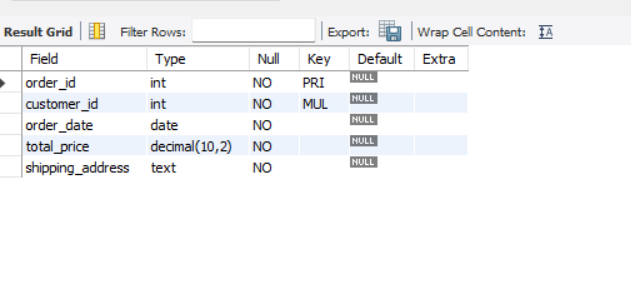 Result Grid Filter Rows: Export: Wrap Cell Content: IA
Field Type Null Key Default Extra
order_id int NO PRI NULL
customer_id int NO MUL NULL
order_date date NO NULL
total_price decimal(10,2) NO NULL
shipping_address text NO NULL